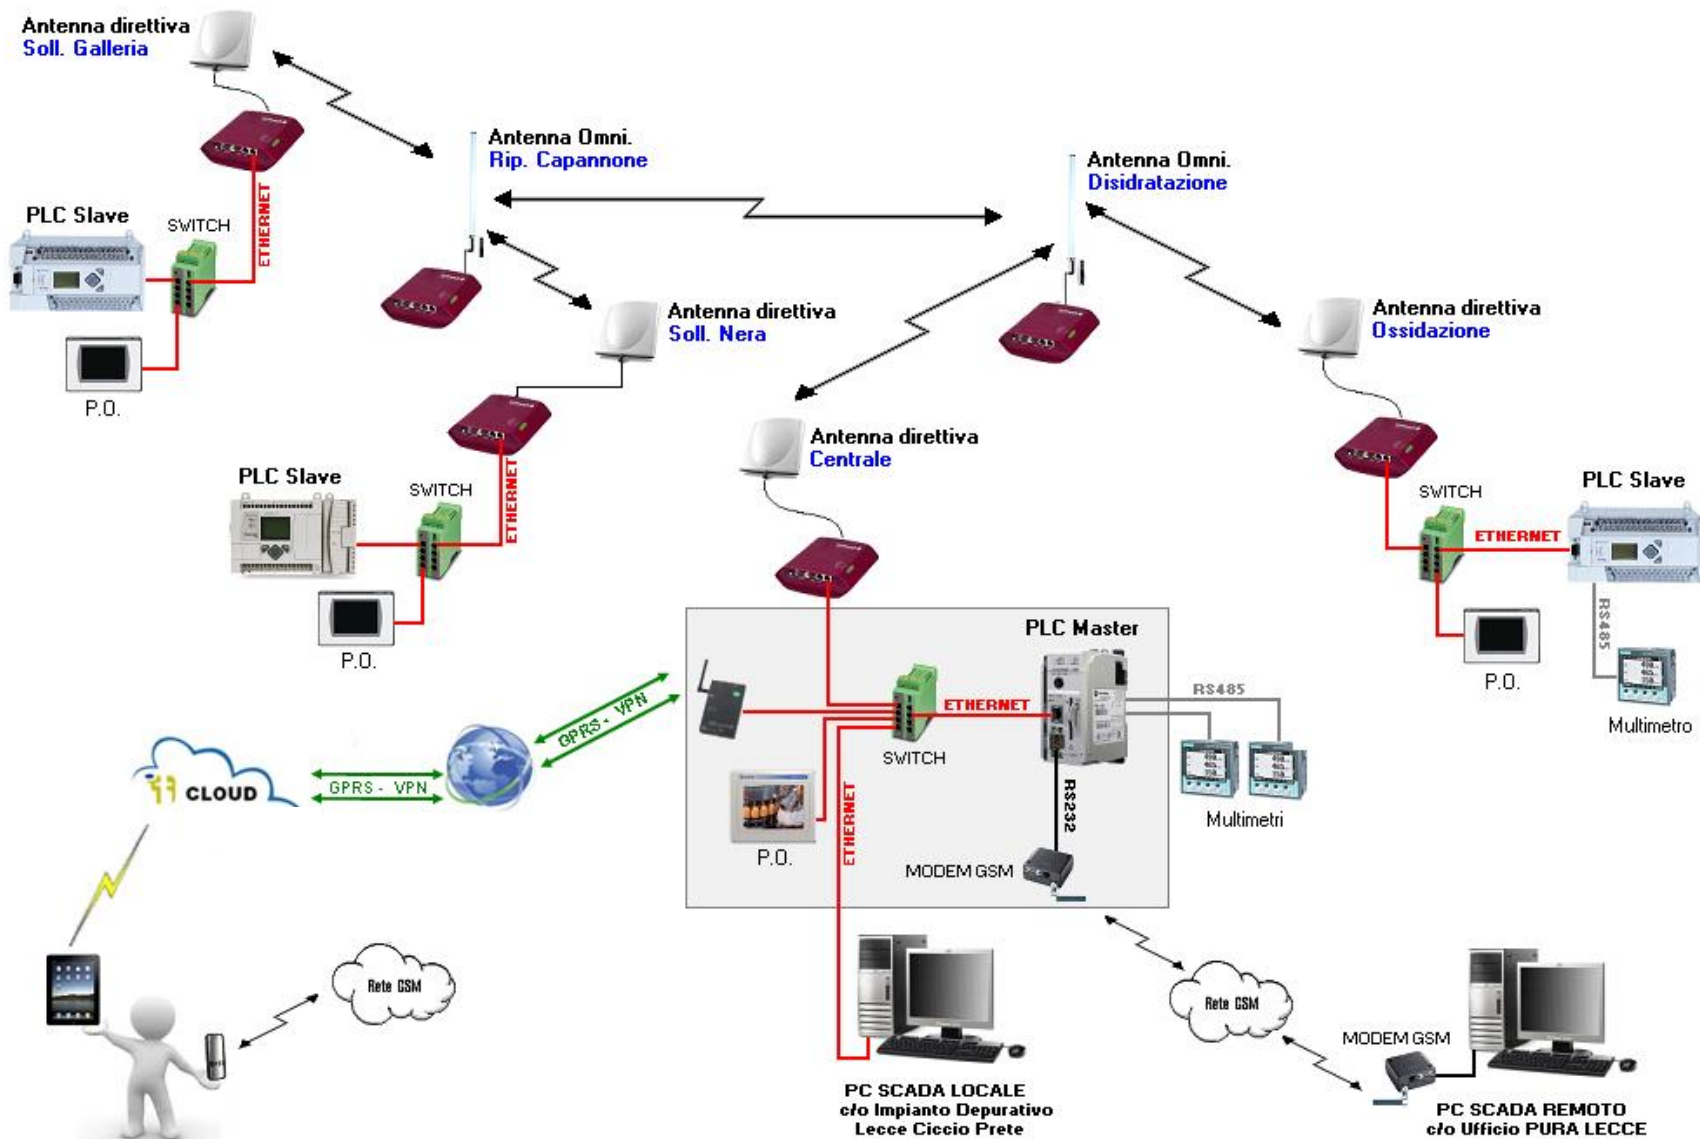 Antenna direttiva
Soll. Galleria
Antenna Omni.
Rip. Capannone
Antenna Omni.
Disidratazione
PLC Slave
SWITCH
ETHERNET
P.O.
Antenna direttiva
Soll. Nera
Antenna direttiva
Ossidazione
Antenna direttiva
Centrale
PLC Slave
SWITCH
ETHERNET
P.O.
SWITCH
PLC Slave
ETHERNET
RS485
P.O.
Multimetro
PLC Master
ETHERNET
RS485
SWITCH
GPRS - VPN
CLOUD
GPRS - VPN
P.O.
ETHERNET
RS232
Multimetri
MODEM GSM
Rete GSM
Rete GSM
MODEM GSM
PC SCADA LOCALE
c/o Impianto Depurativo
Lecce Ciccio Prete
PC SCADA REMOTO
c/o Ufficio PURA LECCE